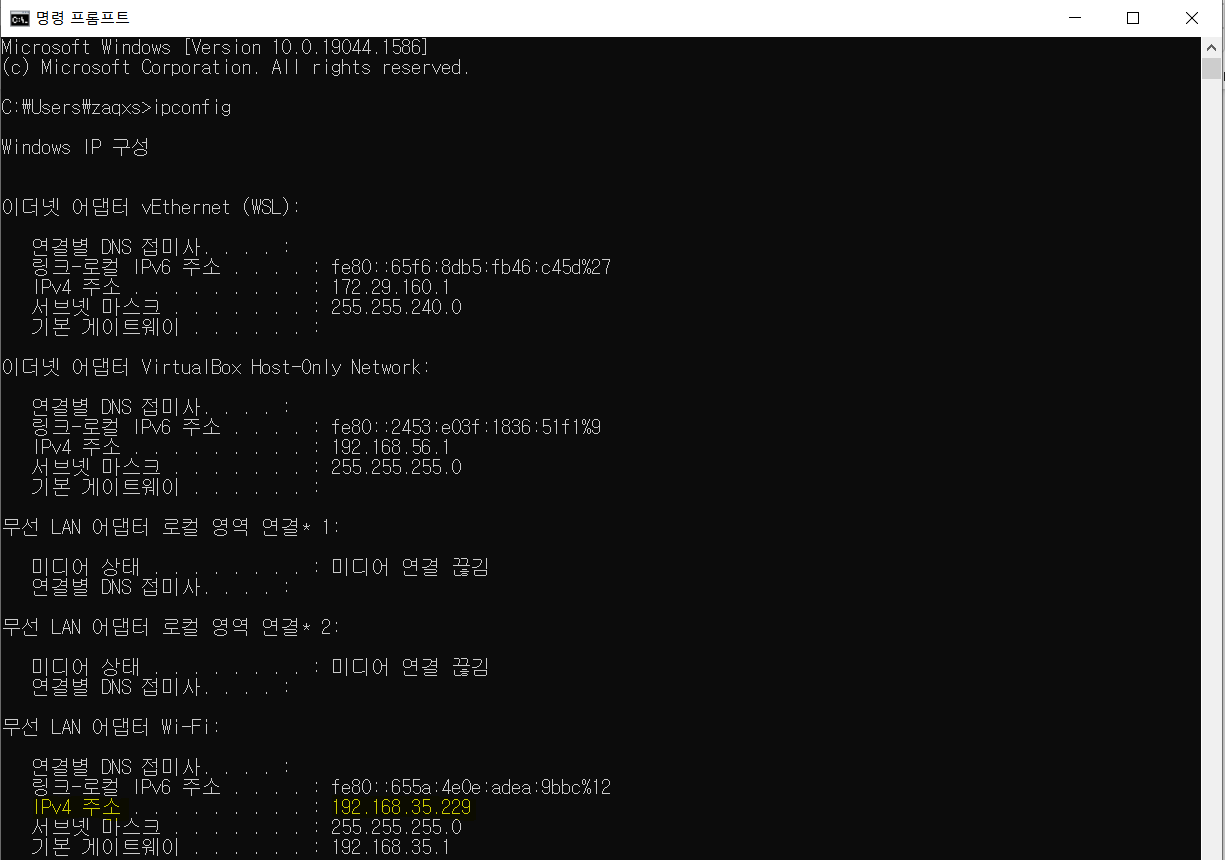 명령 프롬프트
Microsoft Windows [Version 10.0.19044.1586]
(c) Microsoft Corporation. All rights reserved.
C:₩Users₩zaqxs>ipconfig
Windows IP 구성
이더넷 어댑터 vEthernet (WSL):
연결별 DNS 접미사. . . . :
링크-로컬 IPv6 주소 . . . . : fe80::65f6:8db5:fb46:c45d%27
IPv4 주소 . . . . . . . . . : 172.29.160.1
서브넷 마스크 . . . . . . . : 255.255.240.0
기본 게이트웨이 . . . . . . :
이더넷 어댑터 VirtualBox Host-Only Network:
연결별 DNS 접미사. . . . :
링크-로컬 IPv6 주소 . . . . : fe80::2453:e03f:1836:51f1%9
IPv4 주소 . . . . . . . . . : 192.168.56.1
서브넷 마스크 . . . . . . . : 255.255.255.0
기본 게이트웨이 . . . . . . :
무선 LAN 어댑터 로컬 영역 연결* 1:
미디어 상태 . . . . . . . . : 미디어 연결 끊김
연결별 DNS 접미사. . . . :
무선 LAN 어댑터 로컬 영역 연결* 2:
미디어 상태 . . . . . . . . : 미디어 연결 끊김
연결별 DNS 접미사. . . . :
무선 LAN 어댑터 Wi-Fi:
연결별 DNS 접미사. . . . :
링크-로컬 IPv6 주소 . . . . : fe80::655a:4e0e:adea:9bbc%12
IPv4 주소 . . . . . . . . . : 192.168.35.229
서브넷 마스크 . . . . . . . : 255.255.255.0
기본 게이트웨이 . . . . . . : 192.168.35.1